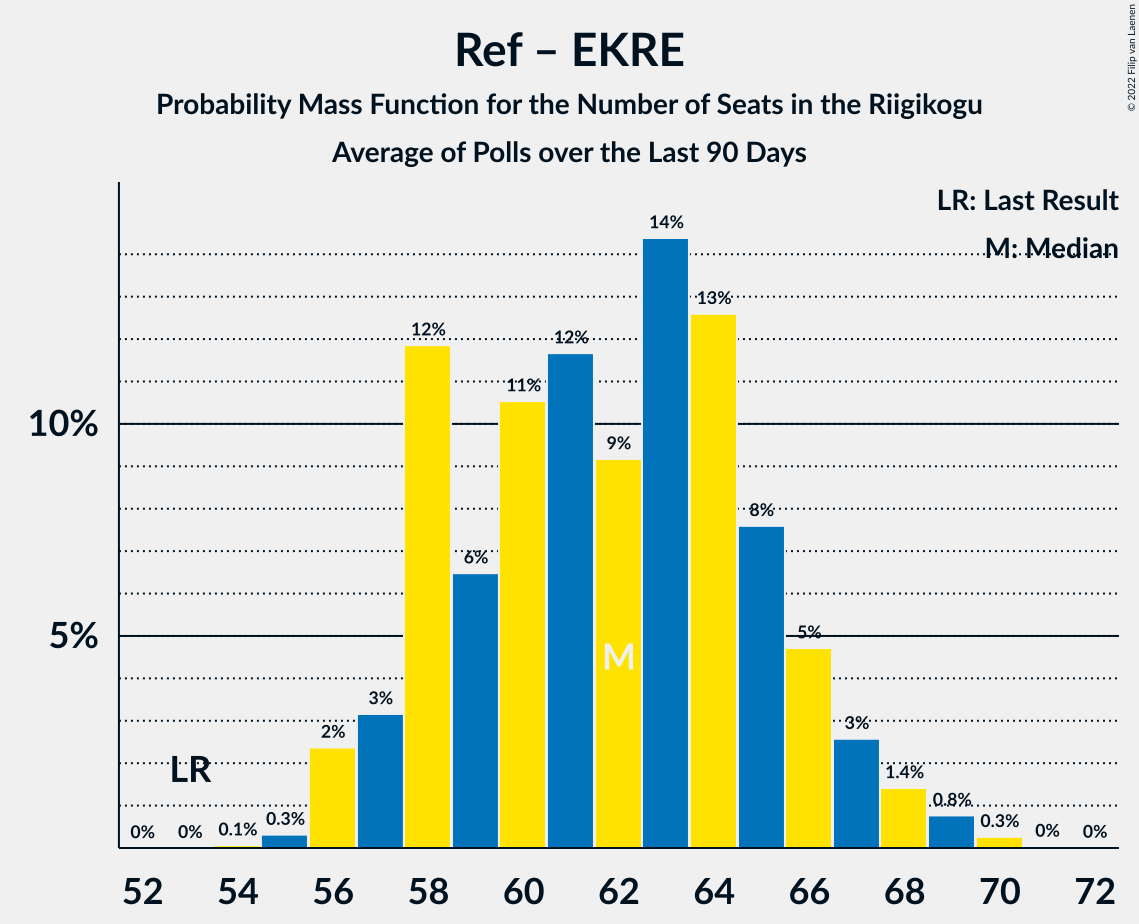 Ref – EKRE
Probability Mass Function for the Number of Seats in the Riigikogu
Average of Polls over the Last 90 Days
© 2022 Filip van Laenen
LR: Last Result
M: Median
14%
13%
12%
12%
11%
10%
9%
8%
6%
5%
5%
M
3%
3%
2%
LR
1.4%
0.8%
0% 0% 0.1% 0.3% 0.3% 0% 0%
52 54 56 58 60 62 64 66 68 70 72